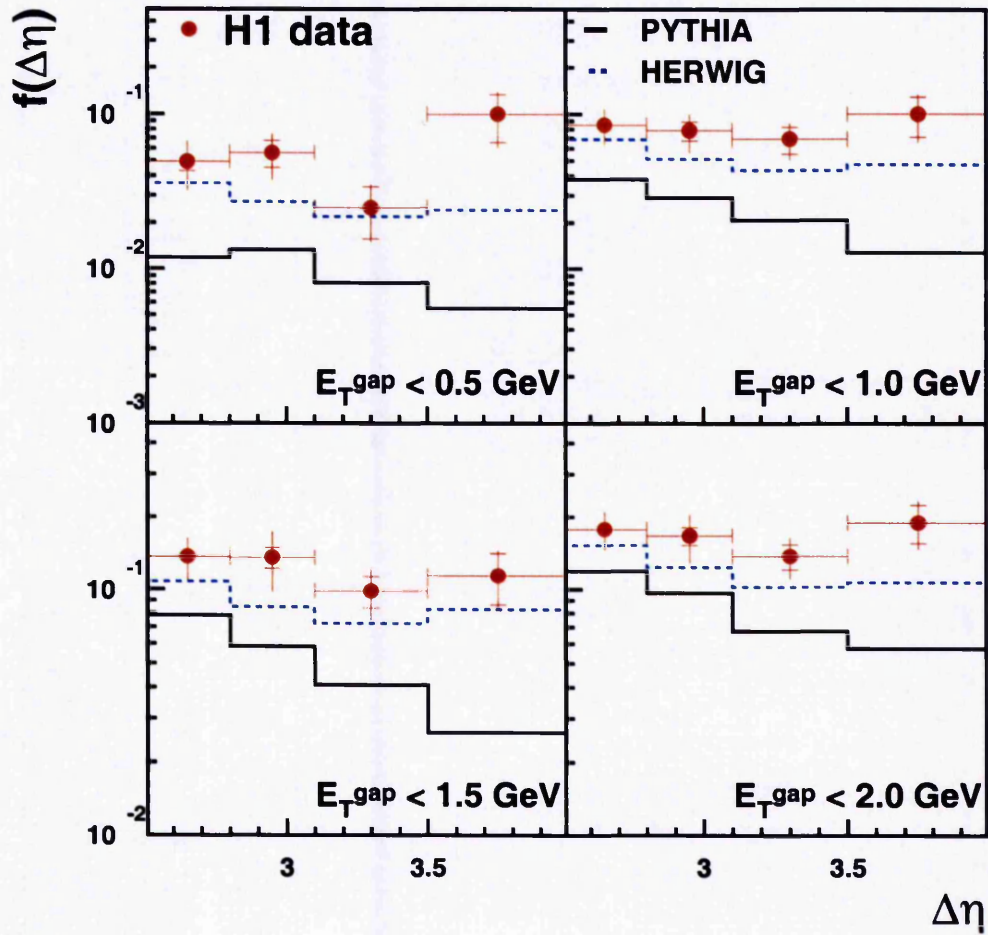 f(Δη)
H1 data
PYTHIA
HERWIG
10⁻¹
10⁻²
E_T^gap < 0.5 GeV
E_T^gap < 1.0 GeV
10⁻³
10⁻¹
E_T^gap < 1.5 GeV
E_T^gap < 2.0 GeV
10⁻²
3
3.5
3
3.5
Δη